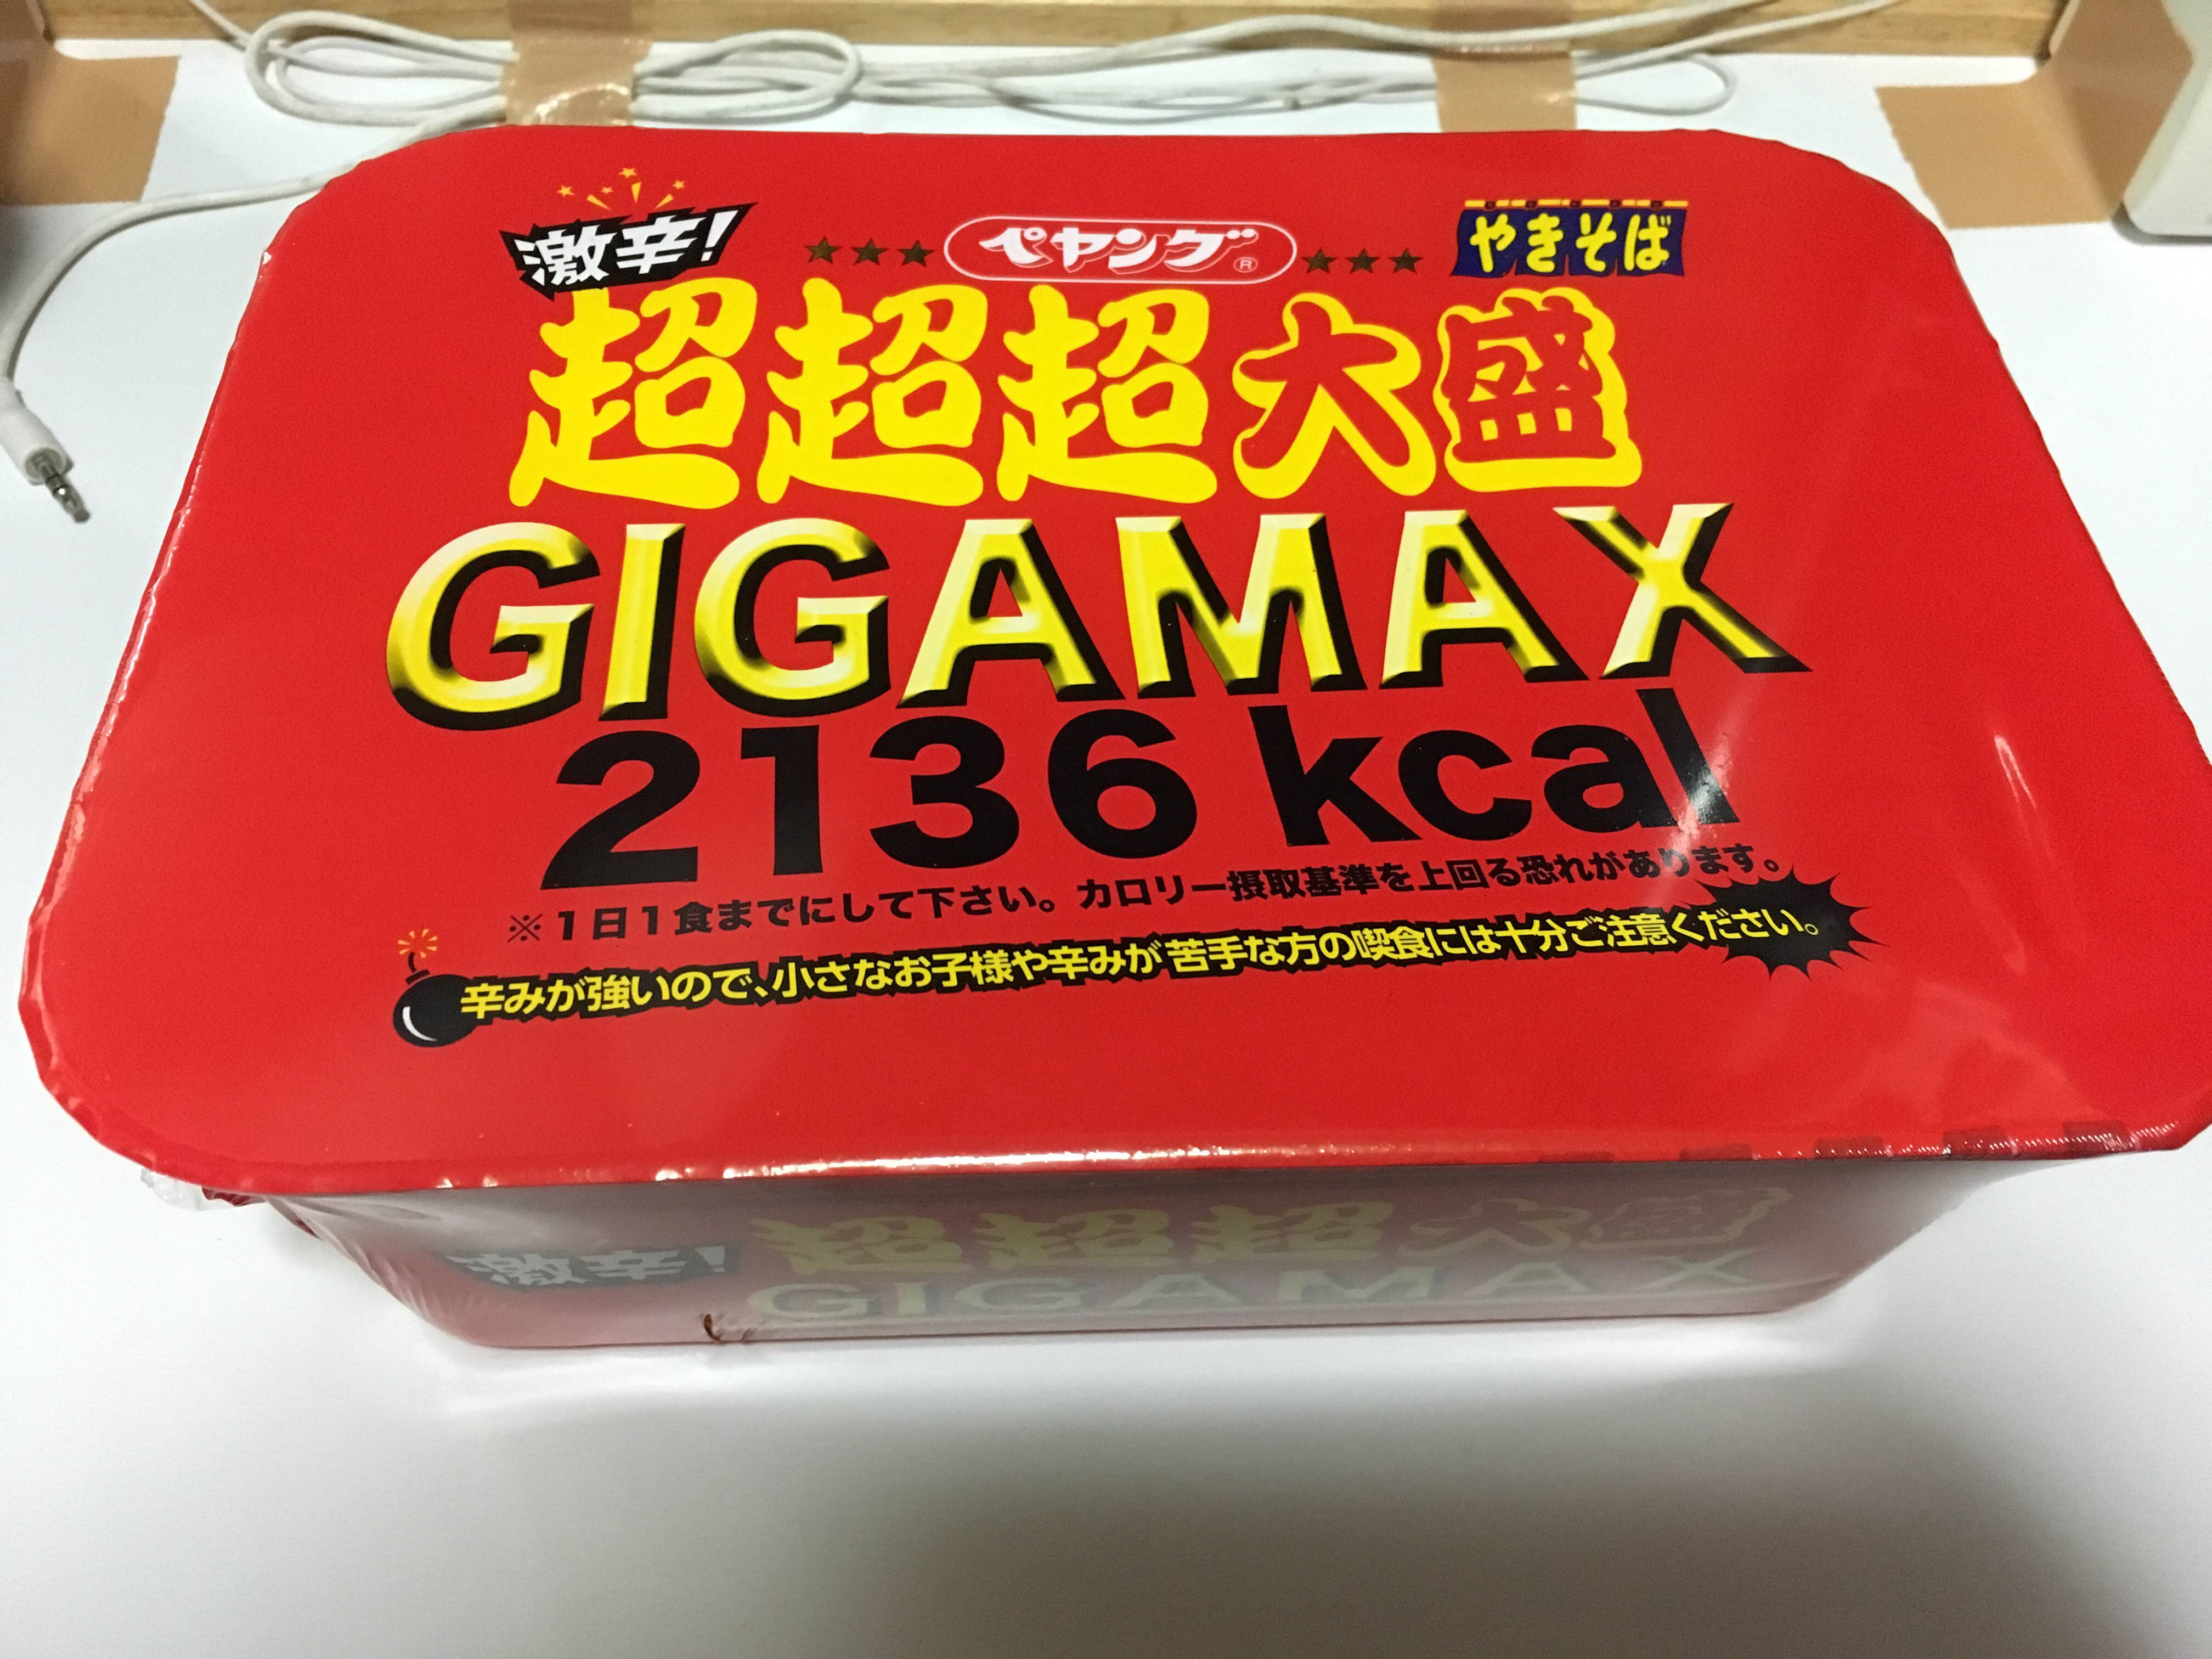 激辛!
ペヤング®
やきそば
超超超大盛
GIGAMAX
2136 kcal
※1日1食までにして下さい。カロリー摂取基準を上回る恐れがあります。
辛みが強いので、小さなお子様や辛みが苦手な方の喫食には十分ご注意ください。
激辛!
超超超大盛
GIGAMAX